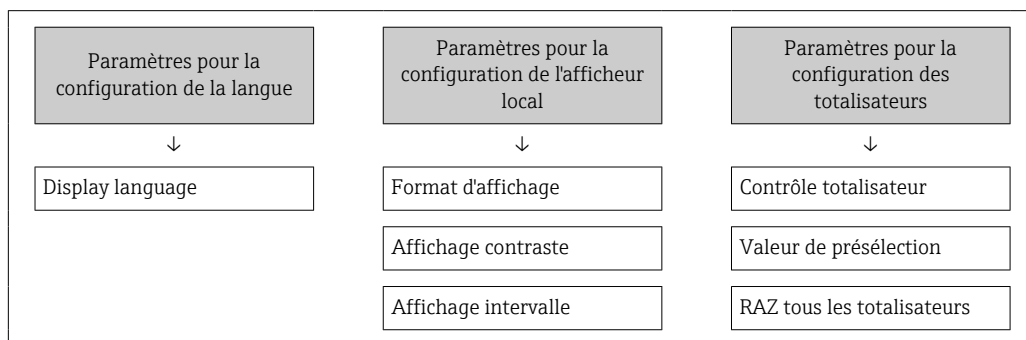 Paramètres pour la
configuration de la langue
↓
Display language
Paramètres pour la
configuration de l'afficheur
local
↓
Format d'affichage
Affichage contraste
Affichage intervalle
Paramètres pour la
configuration des
totalisateurs
↓
Contrôle totalisateur
Valeur de présélection
RAZ tous les totalisateurs